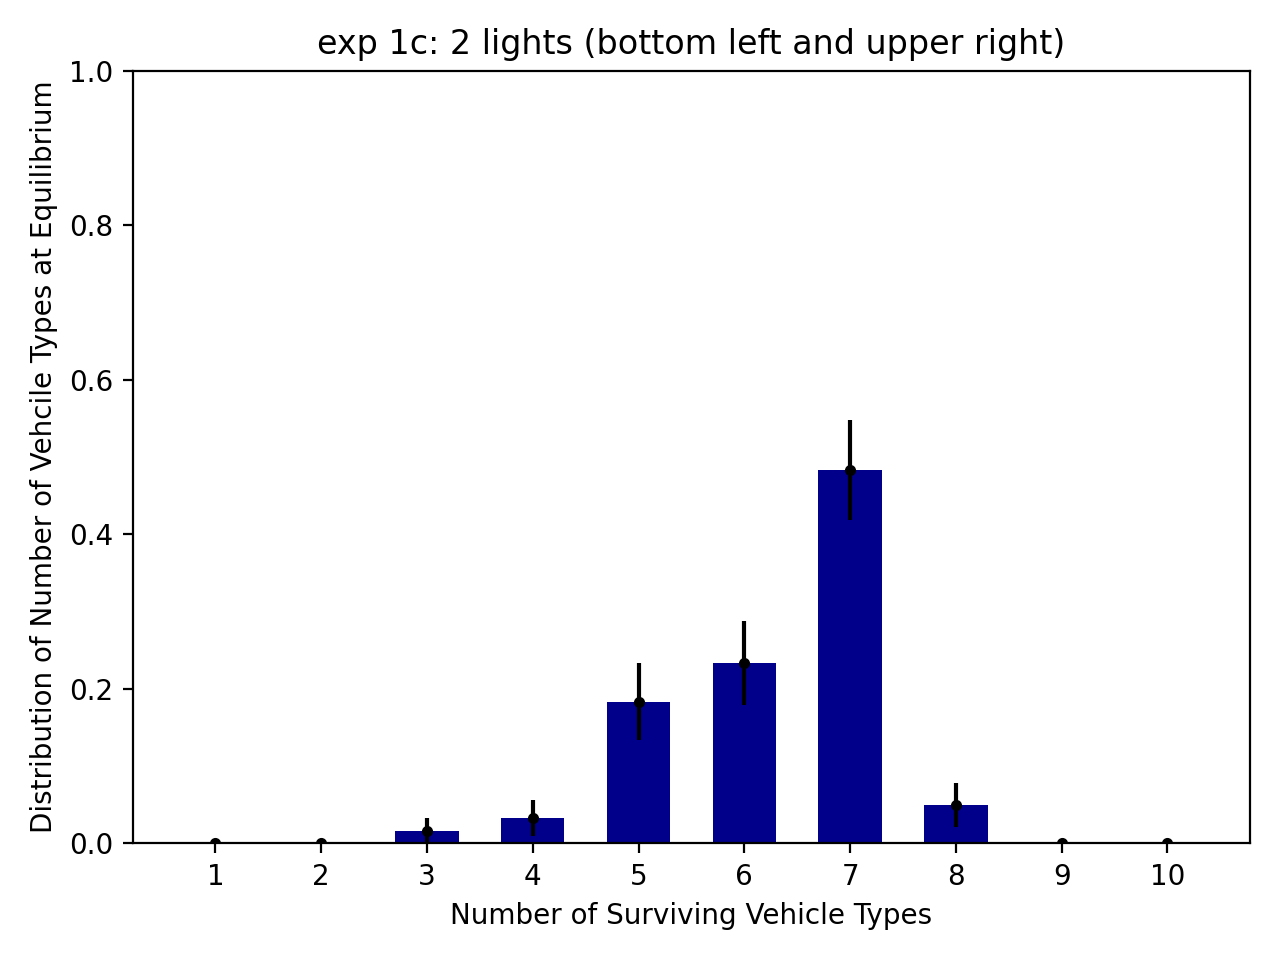 exp 1c: 2 lights (bottom left and upper right)
Distribution of Number of Vehcile Types at Equilibrium
1.0
0.8
0.6
0.4
0.2
0.0
1 2 3 4 5 6 7 8 9 10
Number of Surviving Vehicle Types